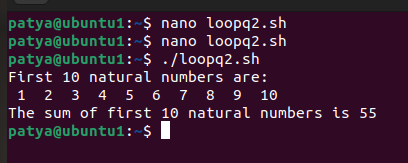 patya@ubuntu1:~$ nano loopq2.sh
patya@ubuntu1:~$ nano loopq2.sh
patya@ubuntu1:~$ ./loopq2.sh
First 10 natural numbers are:
 1  2  3  4  5  6  7  8  9  10
The sum of first 10 natural numbers is 55
patya@ubuntu1:~$